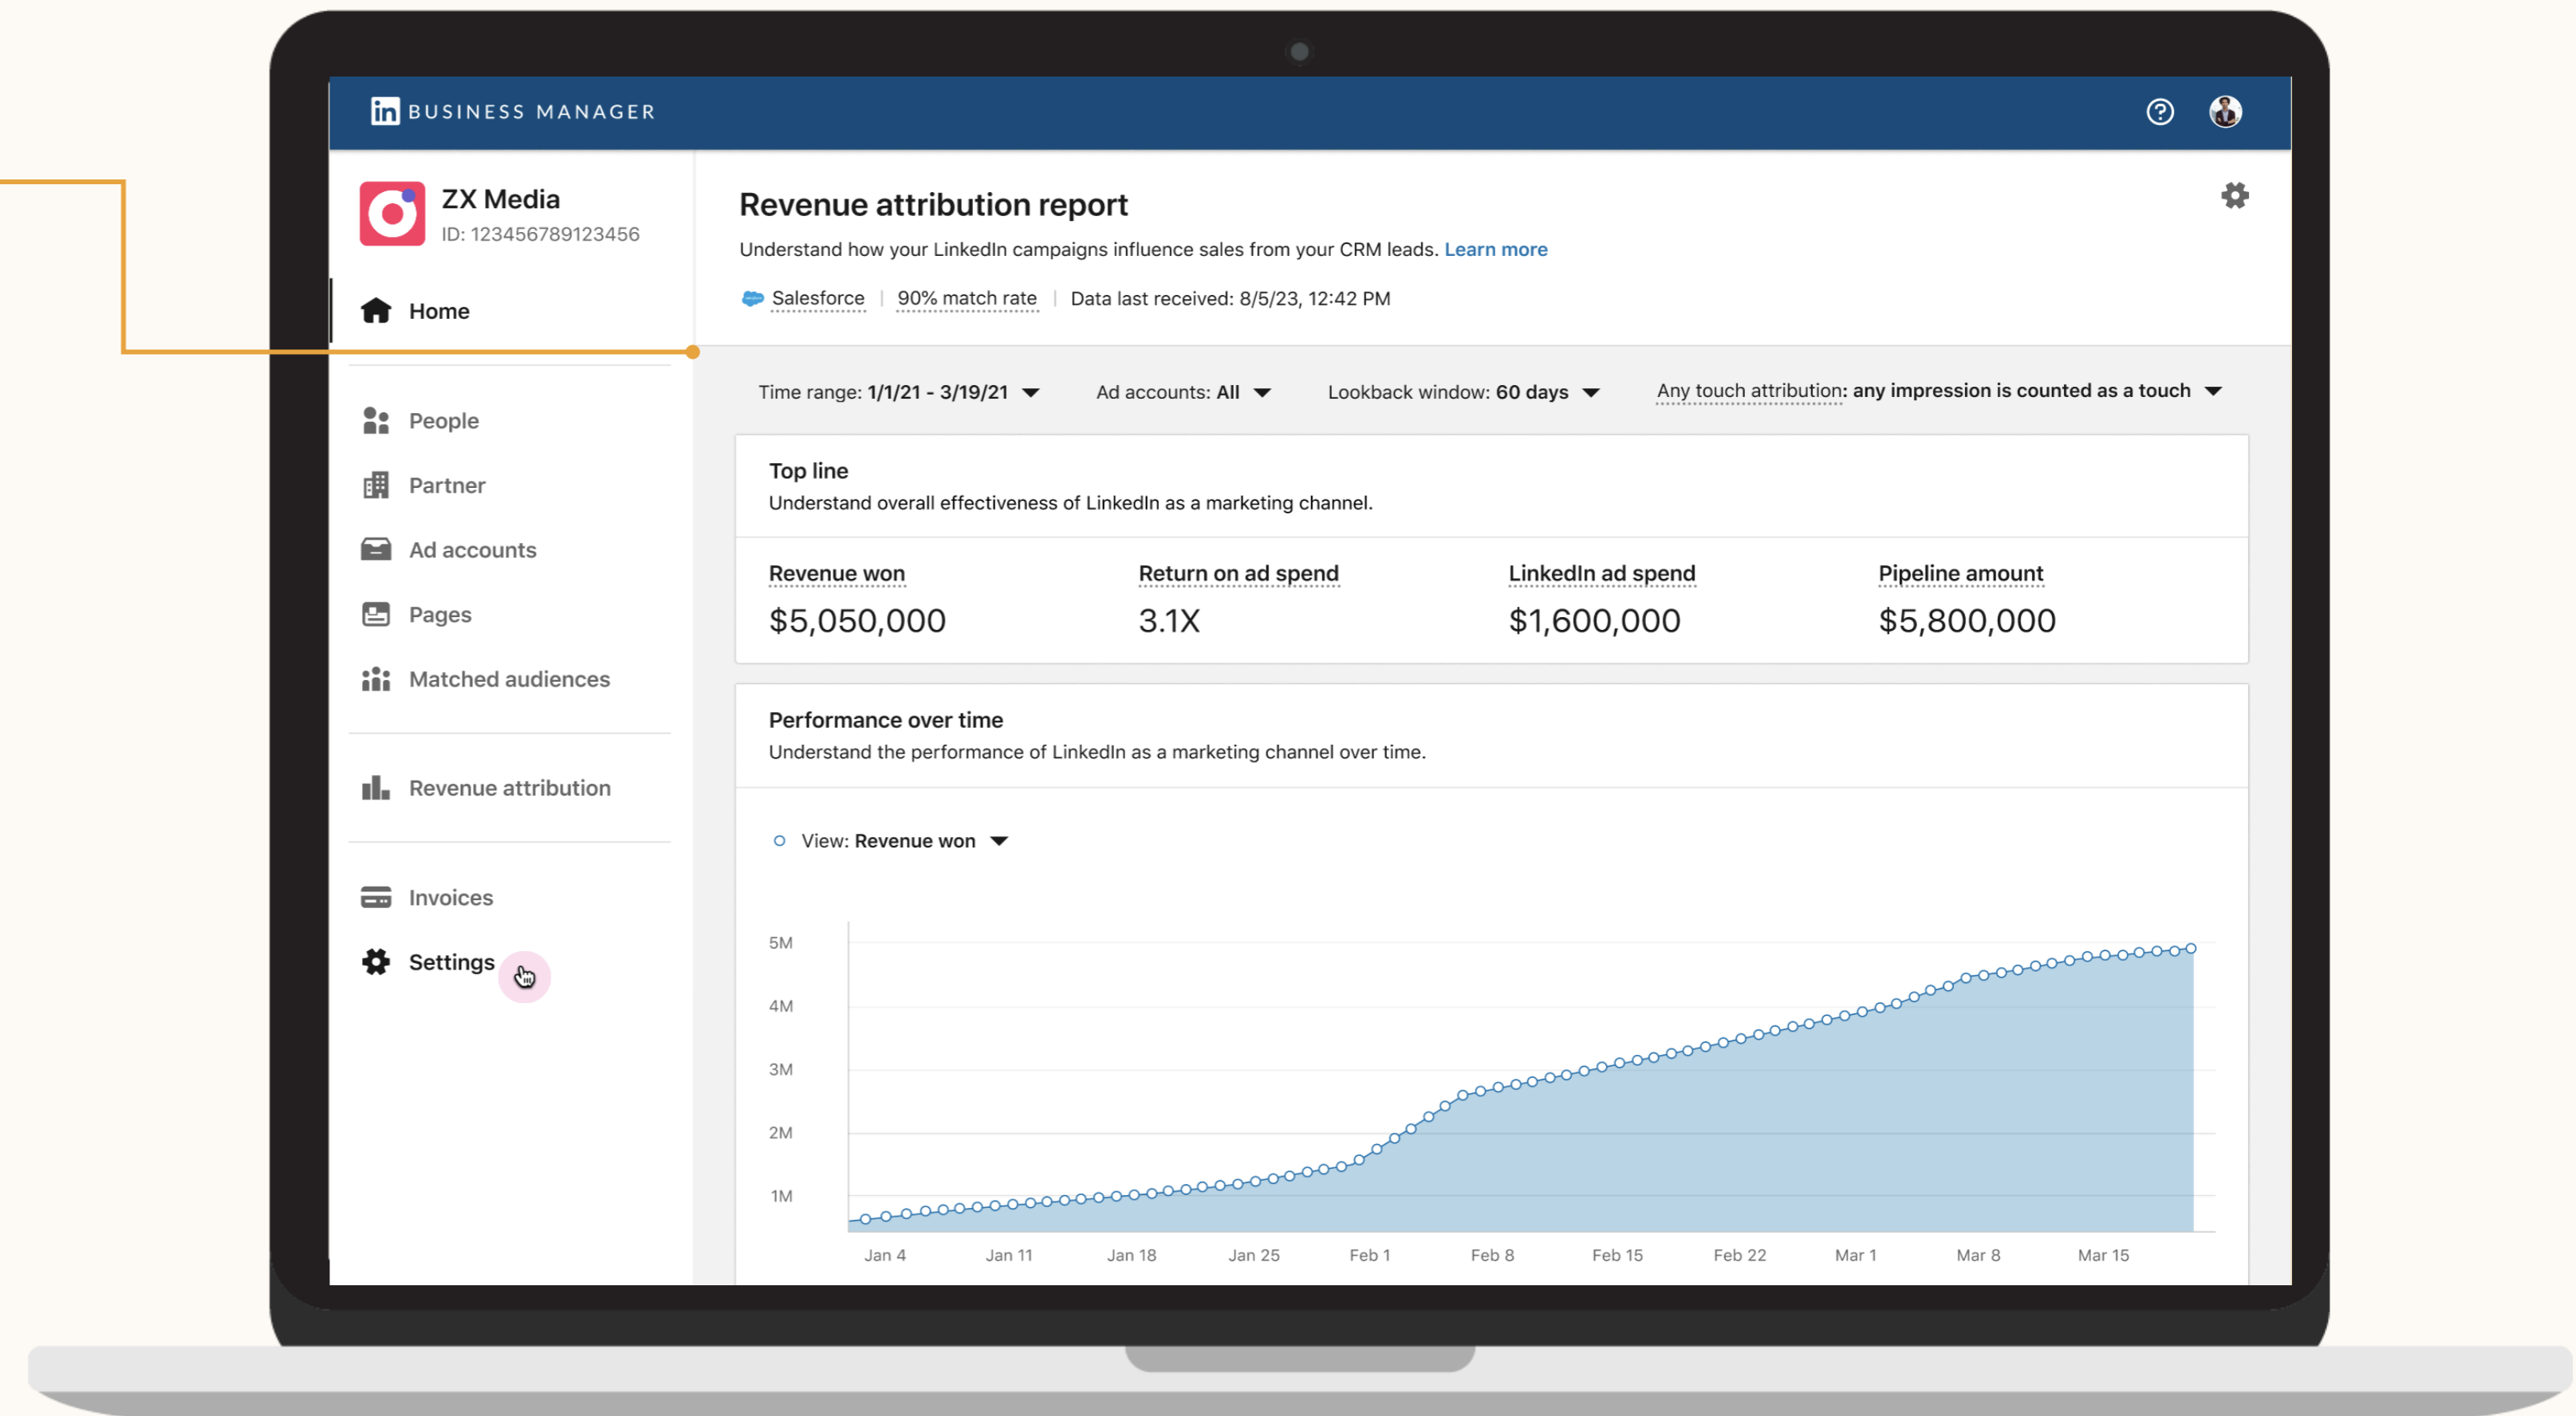 in BUSINESS MANAGER
ZX Media
ID: 123456789123456
Home
People
Partner
Ad accounts
Pages
Matched audiences
Revenue attribution
Invoices
Settings
Revenue attribution report
Understand how your LinkedIn campaigns influence sales from your CRM leads. Learn more
Salesforce | 90% match rate | Data last received: 8/5/23, 12:42 PM
Time range: 1/1/21 - 3/19/21 Ad accounts: All Lookback window: 60 days Any touch attribution: any impression is counted as a touch
Top line
Understand overall effectiveness of LinkedIn as a marketing channel.
Revenue won Return on ad spend LinkedIn ad spend Pipeline amount
$5,050,000 3.1X $1,600,000 $5,800,000
Performance over time
Understand the performance of LinkedIn as a marketing channel over time.
View: Revenue won
5M
4M
3M
2M
1M
Jan 4 Jan 11 Jan 18 Jan 25 Feb 1 Feb 8 Feb 15 Feb 22 Mar 1 Mar 8 Mar 15